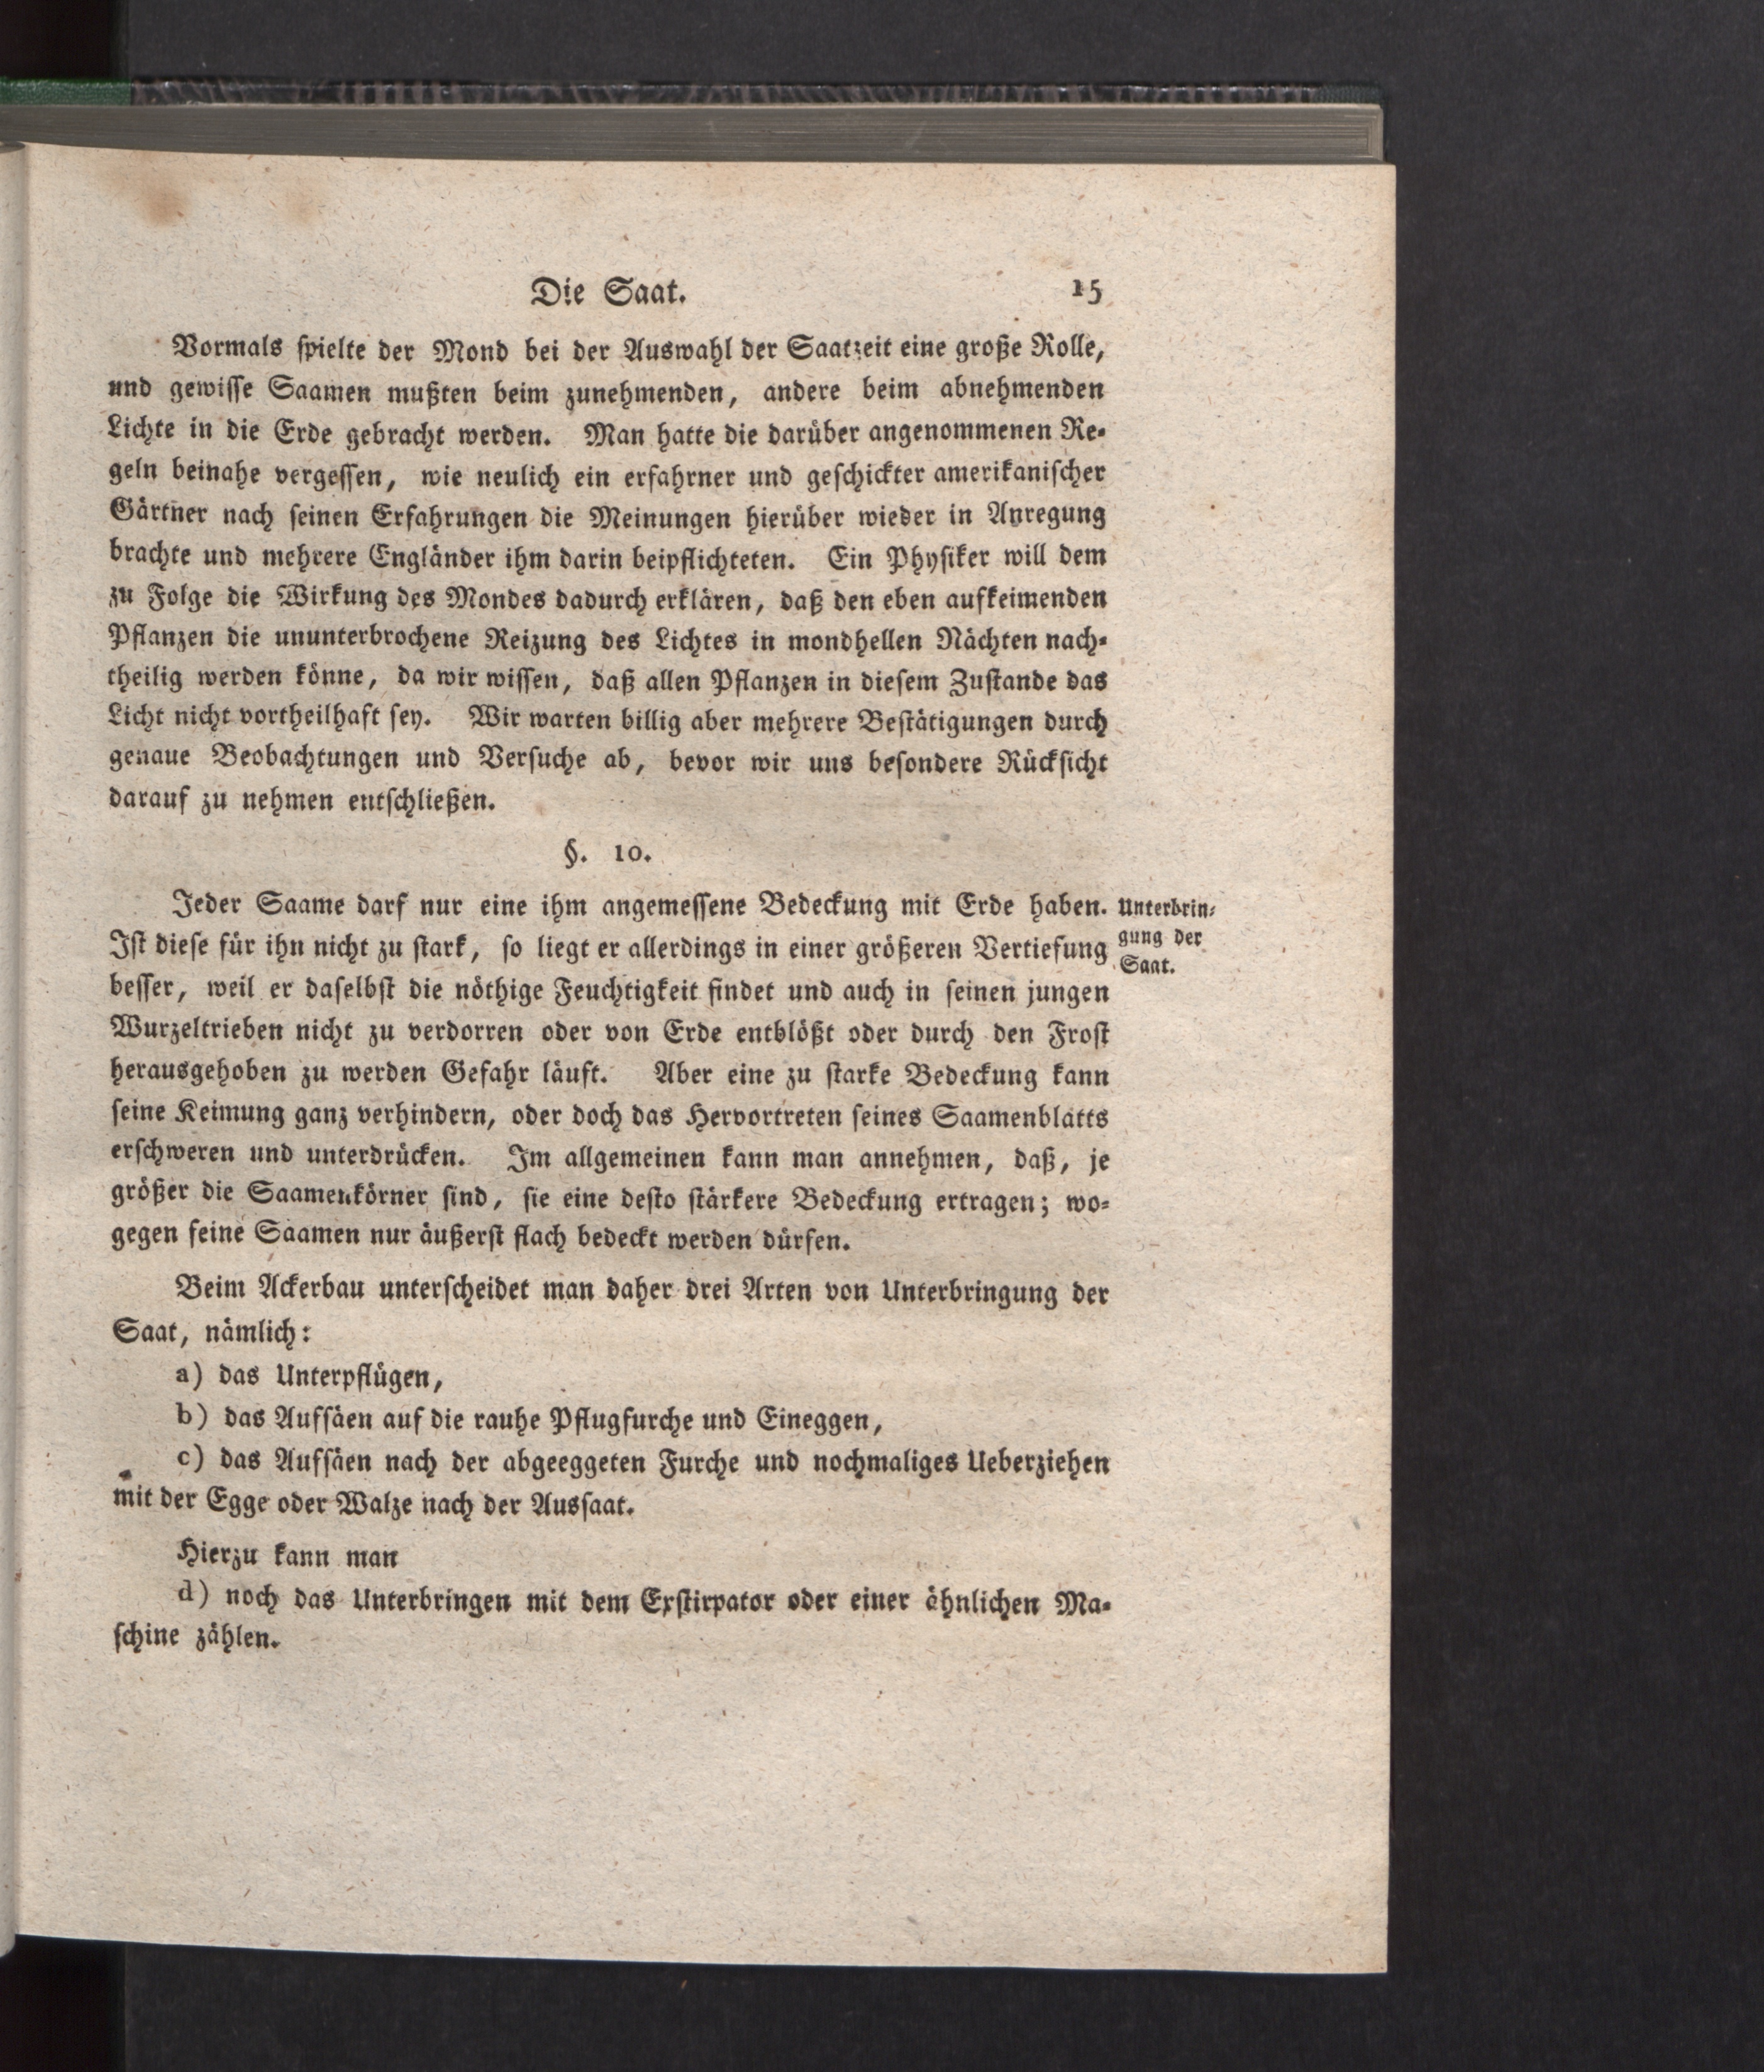 Die Saat.
15
Vormals spielte der Mond bei der Auswahl der Saatzeit eine große Rolle,
und gewisse Saamen mußten beim zunehmenden, andere beim abnehmenden
Lichte in die Erde gebracht werden. Man hatte die darüber angenommenen Re-
geln beinahe vergessen, wie neulich ein erfahrner und geschickter amerikanischer
Gärtner nach seinen Erfahrungen die Meinungen hierüber wieder in Anregung
brachte und mehrere Engländer ihm darin beipflichteten. Ein Physiker will dem
zu Folge die Wirkung des Mondes dadurch erklären, daß den eben aufkeimenden
Pflanzen die ununterbrochene Reizung des Lichtes in mondhellen Nächten nach-
theilig werden könne, da wir wissen, daß allen Pflanzen in diesem Zustande das
Licht nicht vortheilhaft sey. Wir warten billig aber mehrere Bestätigungen durch
genaue Beobachtungen und Versuche ab, bevor wir uns besondere Rücksicht
darauf zu nehmen entschließen.
§. 10.
Jeder Saame darf nur eine ihm angemessene Bedeckung mit Erde haben.
Ist diese für ihn nicht zu stark, so liegt er allerdings in einer größeren Vertiefung
besser, weil er daselbst die nöthige Feuchtigkeit findet und auch in seinen jungen
Wurzeltrieben nicht zu verdorren oder von Erde entblößt oder durch den Frost
herausgehoben zu werden Gefahr läuft. Aber eine zu starke Bedeckung kann
seine Keimung ganz verhindern, oder doch das Hervortreten seines Saamenblatts
erschweren und unterdrücken. Im allgemeinen kann man annehmen, daß, je
größer die Saamenkörner sind, sie eine desto stärkere Bedeckung ertragen; wo-
gegen feine Saamen nur äußerst flach bedeckt werden dürfen.
Unterbrin-
gung der
Saat.
Beim Ackerbau unterscheidet man daher drei Arten von Unterbringung der
Saat, nämlich:
a) das Unterpflügen,
b) das Aufsäen auf die rauhe Pflugfurche und Eineggen,
c) das Aufsäen nach der abgeeggeten Furche und nochmaliges Ueberziehen
mit der Egge oder Walze nach der Aussaat.
Hierzu kann man
d) noch das Unterbringen mit dem Exstirpator oder einer ähnlichen Ma-
schine zählen.